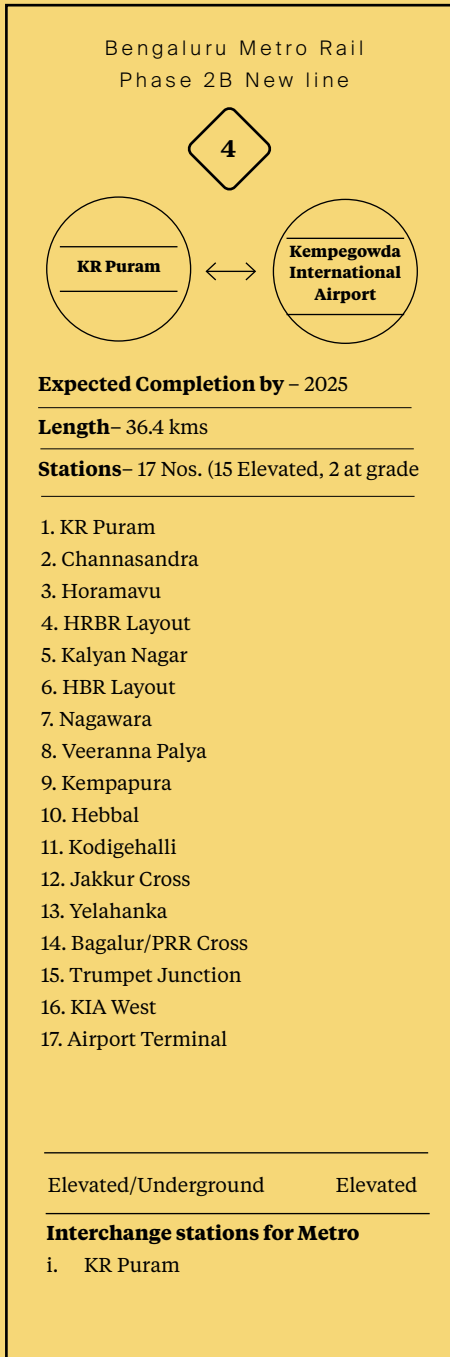 Bengaluru Metro Rail
Phase 2B New line
4
KR Puram
Kempegowda
International
Airport
Expected Completion by – 2025
Length– 36.4 kms
Stations– 17 Nos. (15 Elevated, 2 at grade
1. KR Puram
2. Channasandra
3. Horamavu
4. HRBR Layout
5. Kalyan Nagar
6. HBR Layout
7. Nagawara
8. Veeranna Palya
9. Kempapura
10. Hebbal
11. Kodigehalli
12. Jakkur Cross
13. Yelahanka
14. Bagalur/PRR Cross
15. Trumpet Junction
16. KIA West
17. Airport Terminal
Elevated/Underground Elevated
Interchange stations for Metro
i. KR Puram